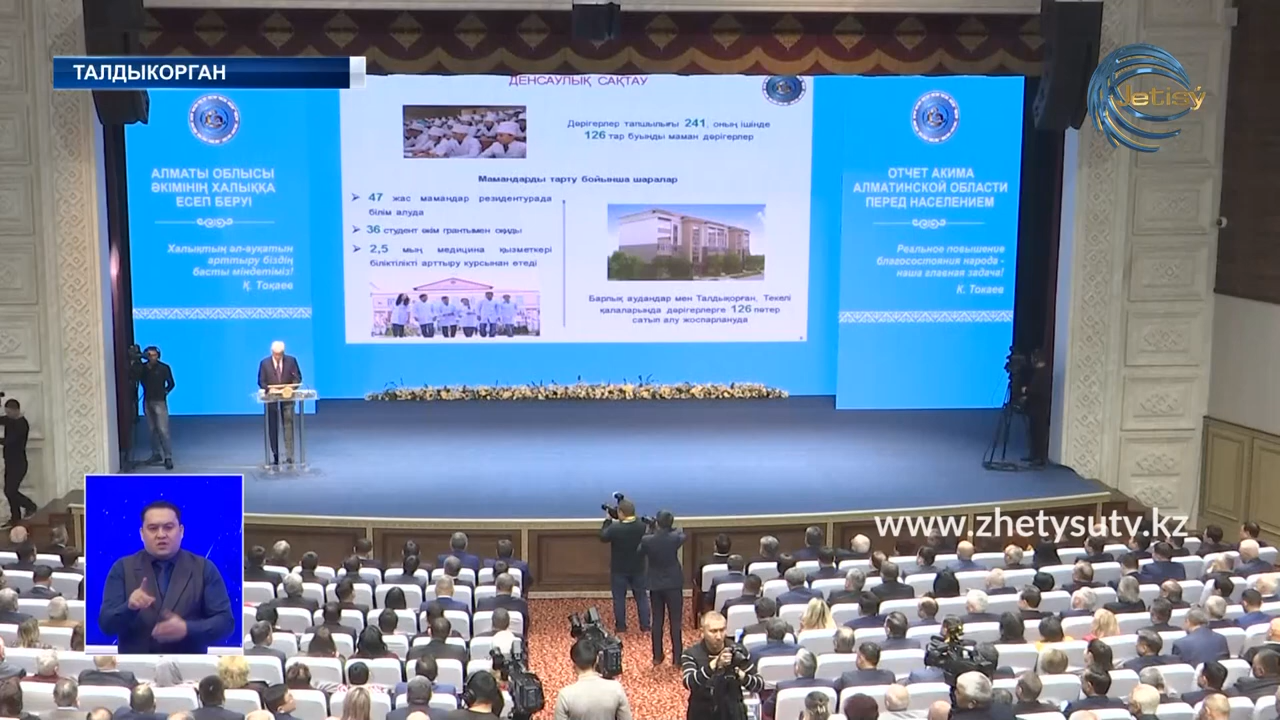 ТАЛДЫКОРГАН
Jetisý
ДЕНСАУЛЫҚ САҚТАУ
Дәрігерлер тапшылығы 241, оның ішінде
126 тар буынды маман дәрігерлер
Мамандарды тарту бойынша шаралар
47 жас мамандар резидентурада
білім алуда
36 студент әкім грантымен оқиды
2,5 мың медицина қызметкері
біліктілікті арттыру курсынан өтеді
Барлық аудандар мен Талдықорған, Текелі
қалаларында дәрігерлерге 126 пәтер
сатып алу жоспарлануда
АЛМАТЫ ОБЛЫСЫ
ӘКІМІНІҢ ХАЛЫҚҚА
ЕСЕП БЕРУІ
Халықтың әл-ауқатын
арттыру біздің
басты міндетіміз!
Қ. Тоқаев
ОТЧЕТ АКИМА
АЛМАТИНСКОЙ ОБЛАСТИ
ПЕРЕД НАСЕЛЕНИЕМ
Реальное повышение
благосостояния народа -
наша главная задача!
К. Токаев
www.zhetysutv.kz